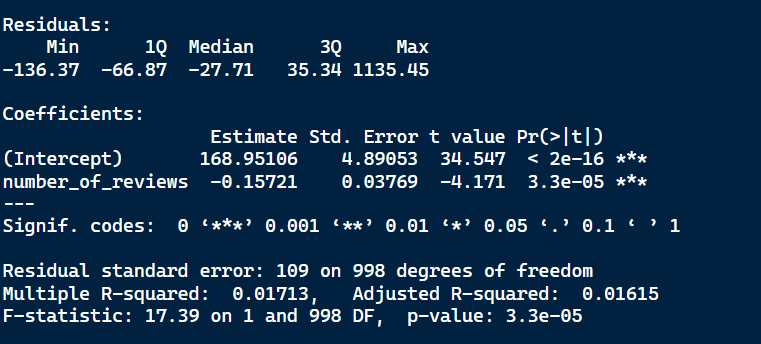 Residuals:
    Min      1Q  Median      3Q     Max
-136.37  -66.87  -27.71   35.34 1135.45

Coefficients:
                   Estimate Std. Error t value Pr(>|t|)
(Intercept)       168.95106    4.89053  34.547  < 2e-16 ***
number_of_reviews  -0.15721    0.03769  -4.171  3.3e-05 ***
---
Signif. codes:  0 ‘***’ 0.001 ‘**’ 0.01 ‘*’ 0.05 ‘.’ 0.1 ‘ ’ 1

Residual standard error: 109 on 998 degrees of freedom
Multiple R-squared:  0.01713,   Adjusted R-squared:  0.01615
F-statistic: 17.39 on 1 and 998 DF,  p-value: 3.3e-05